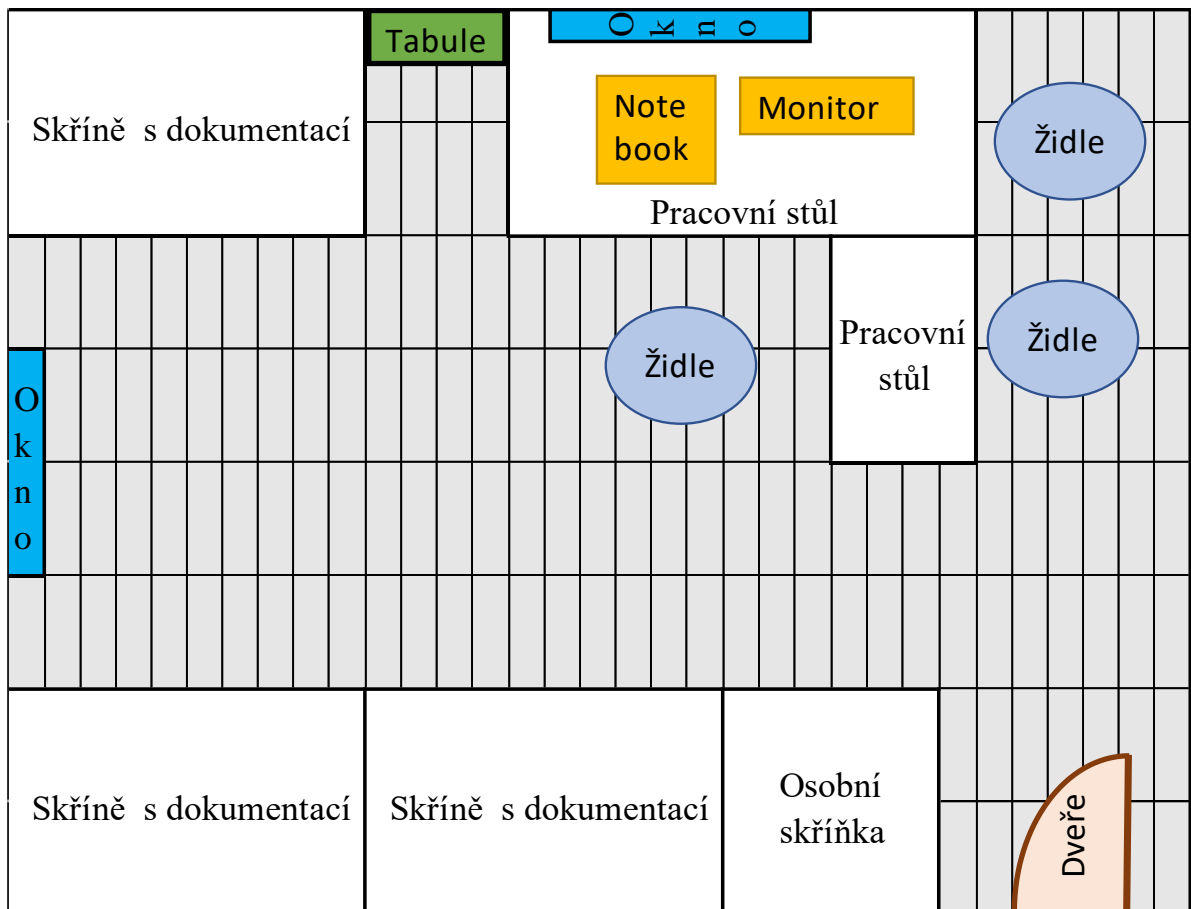 Tabule
Okno
Note
book
Monitor
Skříně s dokumentací
Židle
Pracovní stůl
Židle
Pracovní
stůl
Židle
O
k
n
o
Skříně s dokumentací
Skříně s dokumentací
Osobní
skříňka
Dveře